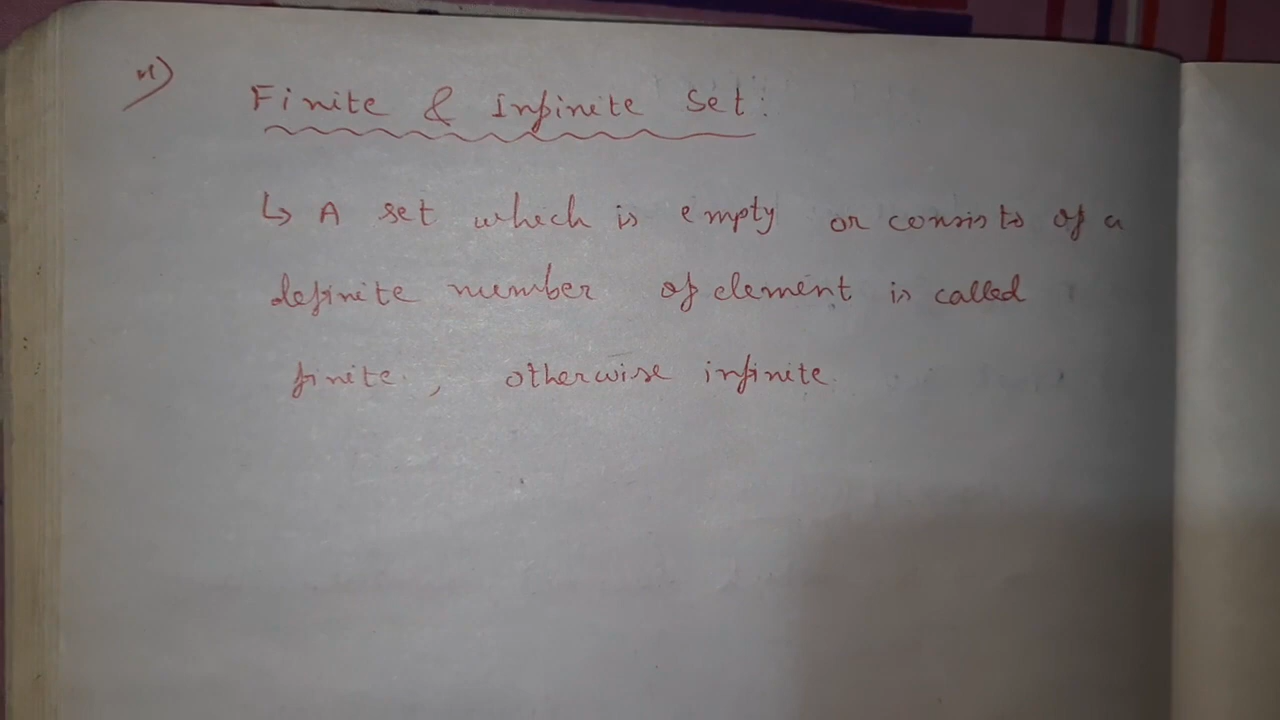 Finite & Infinite Set:
↳ A set which is empty or consists of a
definite number of element is called
finite, otherwise infinite